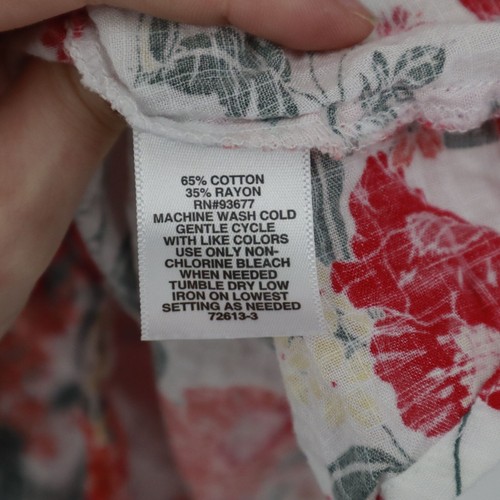 65% COTTON
35% RAYON
RN#93677
MACHINE WASH COLD
GENTLE CYCLE
WITH LIKE COLORS
USE ONLY NON-
CHLORINE BLEACH
WHEN NEEDED
TUMBLE DRY LOW
IRON ON LOWEST
SETTING AS NEEDED
72613-3